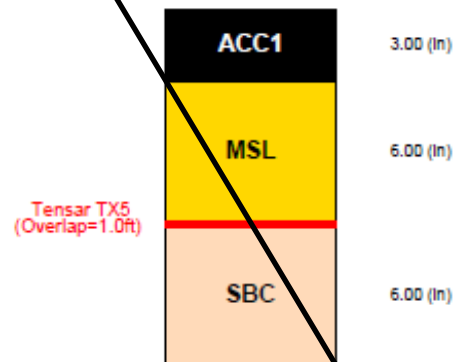 ACC1
3.00 (in)
MSL
6.00 (in)
Tensar TX5
(Overlap=1.0ft)
SBC
6.00 (in)